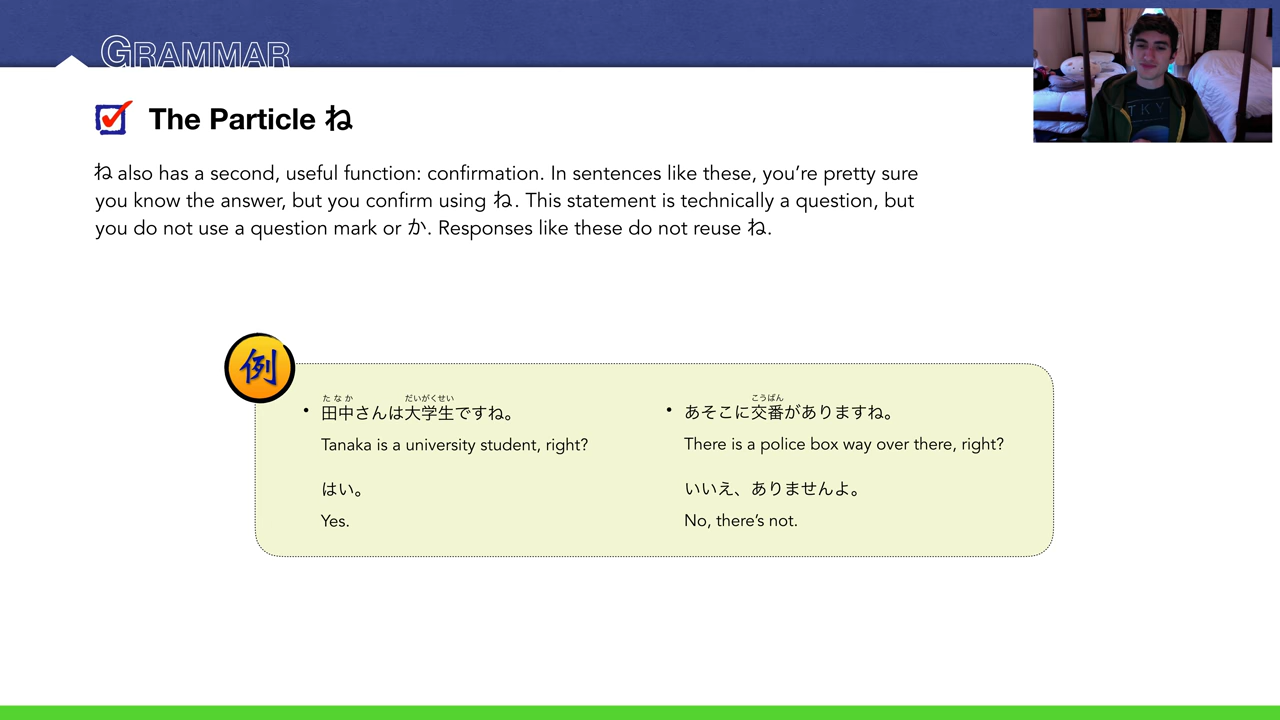 GRAMMAR
The Particle ね
ね also has a second, useful function: confirmation. In sentences like these, you’re pretty sure
you know the answer, but you confirm using ね. This statement is technically a question, but
you do not use a question mark or か. Responses like these do not reuse ね.
例
たなか だいがくせい
• 田中さんは大学生ですね。
Tanaka is a university student, right?
はい。
Yes.
こうばん
• あそこに交番がありますね。
There is a police box way over there, right?
いいえ、ありませんよ。
No, there’s not.
TKY